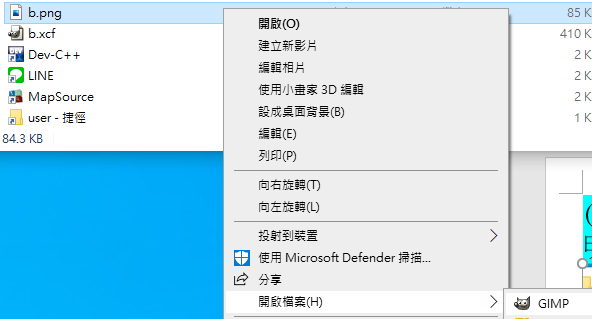 b.png
85 K
b.xcf
410 K
Dev-C++
2 K
LINE
2 K
MapSource
2 K
user - 捷徑
1 K
84.3 KB
開啟(O)
建立新影片
編輯相片
使用小畫家 3D 編輯
設成桌面背景(B)
編輯(E)
列印(P)
向右旋轉(T)
向左旋轉(L)
投射到裝置
使用 Microsoft Defender 掃描...
分享
開啟檔案(H)
GIMP